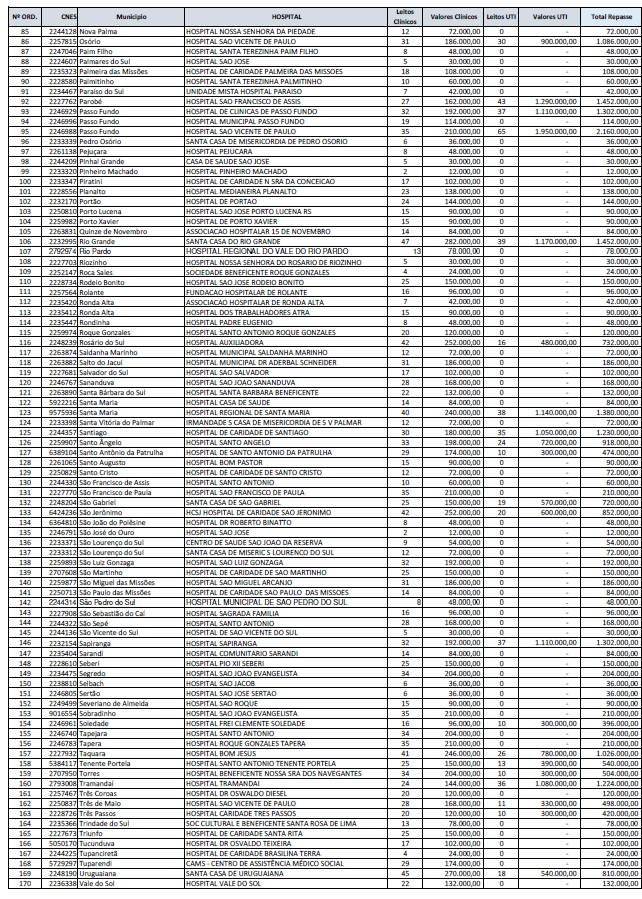 Nº ORD. CNES Município HOSPITAL Leitos Clínicos Valores Clínicos Leitos UTI Valores UTI Total Repasse
85 2244128 Nova Palma HOSPITAL NOSSA SENHORA DA PIEDADE 12 72.000,00 0 - 72.000,00
86 2257815 Osório HOSPITAL SAO VICENTE DE PAULO 31 186.000,00 30 900.000,00 1.086.000,00
87 2247046 Paim Filho HOSPITAL SANTA TEREZINHA PAIM FILHO 8 48.000,00 0 - 48.000,00
88 2224607 Palmares do Sul HOSPITAL SAO JOSE 5 30.000,00 0 - 30.000,00
89 2235323 Palmeira das Missões HOSPITAL DE CARIDADE PALMEIRA DAS MISSOES 18 108.000,00 0 - 108.000,00
90 2228580 Palmitinho HOSPITAL SANTA TEREZINHA PALMITINHO 10 60.000,00 0 - 60.000,00
91 2234467 Paraíso do Sul UNIDADE MISTA HOSPITAL PARAISO 7 42.000,00 0 - 42.000,00
92 2227762 Parobé HOSPITAL SAO FRANCISCO DE ASSIS 27 162.000,00 43 1.290.000,00 1.452.000,00
93 2246929 Passo Fundo HOSPITAL DE CLINICAS DE PASSO FUNDO 32 192.000,00 37 1.110.000,00 1.302.000,00
94 2246996 Passo Fundo HOSPITAL MUNICIPAL PASSO FUNDO 19 114.000,00 0 - 114.000,00
95 2246988 Passo Fundo HOSPITAL SAO VICENTE DE PAULO 35 210.000,00 65 1.950.000,00 2.160.000,00
96 2233339 Pedro Osório SANTA CASA DE MISERICORDIA DE PEDRO OSORIO 6 36.000,00 0 - 36.000,00
97 2261138 Pejuçara HOSPITAL PEJUCARA 8 48.000,00 0 - 48.000,00
98 2244209 Pinhal Grande CASA DE SAUDE SAO JOSE 5 30.000,00 0 - 30.000,00
99 2233320 Pinheiro Machado HOSPITAL PINHEIRO MACHADO 2 12.000,00 0 - 12.000,00
100 2233347 Piratini HOSPITAL DE CARIDADE N SRA DA CONCEICAO 17 102.000,00 0 - 102.000,00
101 2228556 Planalto HOSPITAL MEDIANEIRA PLANALTO 23 138.000,00 0 - 138.000,00
102 2232170 Portão HOSPITAL DE PORTAO 24 144.000,00 0 - 144.000,00
103 2250810 Porto Lucena HOSPITAL SAO JOSE PORTO LUCENA RS 15 90.000,00 0 - 90.000,00
104 2259982 Porto Xavier HOSPITAL DE PORTO XAVIER 15 90.000,00 0 - 90.000,00
105 2263831 Quinze de Novembro ASSOCIACAO HOSPITALAR 15 DE NOVEMBRO 14 84.000,00 0 - 84.000,00
106 2232995 Rio Grande SANTA CASA DO RIO GRANDE 47 282.000,00 39 1.170.000,00 1.452.000,00
107 2792974 Rio Pardo HOSPITAL REGIONAL DO VALE DO RIO PARDO 13 78.000,00 0 - 78.000,00
108 2227703 Riozinho HOSPITAL NOSSA SENHORA DO ROSARIO DE RIOZINHO 5 30.000,00 0 - 30.000,00
109 2252147 Roca Sales SOCIEDADE BENEFICENTE ROQUE GONZALES 4 24.000,00 0 - 24.000,00
110 2228734 Rodeio Bonito HOSPITAL SAO JOSE RODEIO BONITO 25 150.000,00 0 - 150.000,00
111 2257564 Rolante FUNDACAO HOSPITALAR DE ROLANTE 16 96.000,00 0 - 96.000,00
112 2235420 Ronda Alta ASSOCIACAO HOSPITALAR DE RONDA ALTA 7 42.000,00 0 - 42.000,00
113 2235412 Ronda Alta HOSPITAL DOS TRABALHADORES ATRA 15 90.000,00 0 - 90.000,00
114 2235447 Rondinha HOSPITAL PADRE EUGENIO 8 48.000,00 0 - 48.000,00
115 2259974 Roque Gonzales HOSPITAL SANTO ANTONIO ROQUE GONZALES 20 120.000,00 0 - 120.000,00
116 2248239 Rosário do Sul HOSPITAL AUXILIADORA 42 252.000,00 16 480.000,00 732.000,00
117 2263874 Saldanha Marinho HOSPITAL MUNICIPAL SALDANHA MARINHO 12 72.000,00 0 - 72.000,00
118 2263882 Salto do Jacuí HOSPITAL MUNICIPAL DR ADERBAL SCHNEIDER 31 186.000,00 0 - 186.000,00
119 2227681 Salvador do Sul HOSPITAL SAO SALVADOR 17 102.000,00 0 - 102.000,00
120 2246767 Sananduva HOSPITAL SAO JOAO SANANDUVA 28 168.000,00 0 - 168.000,00
121 2263890 Santa Bárbara do Sul HOSPITAL SANTA BARBARA BENEFICENTE 22 132.000,00 0 - 132.000,00
122 5922216 Santa Maria HOSPITAL CASA DE SAUDE 14 84.000,00 0 - 84.000,00
123 9575936 Santa Maria HOSPITAL REGIONAL DE SANTA MARIA 40 240.000,00 38 1.140.000,00 1.380.000,00
124 2233398 Santa Vitória do Palmar IRMANDADE S CASA DE MISERICORDIA DE S V PALMAR 12 72.000,00 0 - 72.000,00
125 2244357 Santiago HOSPITAL DE CARIDADE DE SANTIAGO 30 180.000,00 35 1.050.000,00 1.230.000,00
126 2259907 Santo Ângelo HOSPITAL SANTO ANGELO 33 198.000,00 24 720.000,00 918.000,00
127 6389104 Santo Antônio da Patrulha HOSPITAL DE SANTO ANTONIO DA PATRULHA 29 174.000,00 10 300.000,00 474.000,00
128 2261065 Santo Augusto HOSPITAL BOM PASTOR 15 90.000,00 0 - 90.000,00
129 2250829 Santo Cristo HOSPITAL DE CARIDADE DE SANTO CRISTO 12 72.000,00 0 - 72.000,00
130 2244330 São Francisco de Assis HOSPITAL SANTO ANTONIO 10 60.000,00 0 - 60.000,00
131 2227770 São Francisco de Paula HOSPITAL SAO FRANCISCO DE PAULA 35 210.000,00 0 - 210.000,00
132 2248204 São Gabriel SANTA CASA DE SAO GABRIEL 25 150.000,00 19 570.000,00 720.000,00
133 6424236 São Jerônimo HCSJ HOSPITAL DE CARIDADE SAO JERONIMO 42 252.000,00 20 600.000,00 852.000,00
134 6364810 São João do Polêsine HOSPITAL DR ROBERTO BINATTO 8 48.000,00 0 - 48.000,00
135 2246791 São José do Ouro HOSPITAL SAO JOSE 2 12.000,00 0 - 12.000,00
136 2233371 São Lourenço do Sul CENTRO DE SAUDE SAO JOAO DA RESERVA 9 54.000,00 0 - 54.000,00
137 2233312 São Lourenço do Sul SANTA CASA DE MISERIC S LOURENCO DO SUL 12 72.000,00 0 - 72.000,00
138 2259893 São Luiz Gonzaga HOSPITAL SAO LUIZ GONZAGA 32 192.000,00 0 - 192.000,00
139 2707608 São Martinho HOSPITAL DE CARIDADE DE SAO MARTINHO 25 150.000,00 0 - 150.000,00
140 2259877 São Miguel das Missões HOSPITAL SAO MIGUEL ARCANJO 31 186.000,00 0 - 186.000,00
141 2250713 São Paulo das Missões HOSPITAL DE CARIDADE SAO PAULO DAS MISSOES 14 84.000,00 0 - 84.000,00
142 2244314 São Pedro do Sul HOSPITAL MUNICIPAL DE SAO PEDRO DO SUL 8 48.000,00 0 - 48.000,00
143 2227908 São Sebastião do Caí HOSPITAL SAGRADA FAMILIA 16 96.000,00 0 - 96.000,00
144 2244322 São Sepé HOSPITAL SANTO ANTONIO 28 168.000,00 0 - 168.000,00
145 2244136 São Vicente do Sul HOSPITAL DE SAO VICENTE DO SUL 5 30.000,00 0 - 30.000,00
146 2232154 Sapiranga HOSPITAL SAPIRANGA 32 192.000,00 37 1.110.000,00 1.302.000,00
147 2235404 Sarandi HOSPITAL COMUNITARIO SARANDI 14 84.000,00 0 - 84.000,00
148 2228610 Seberi HOSPITAL PIO XII SEBERI 25 150.000,00 0 - 150.000,00
149 2234475 Segredo HOSPITAL SAO JOAO EVANGELISTA 34 204.000,00 0 - 204.000,00
150 2238810 Selbach HOSPITAL SAO JACOB 6 36.000,00 0 - 36.000,00
151 2246805 Sertão HOSPITAL SAO JOSE SERTAO 6 36.000,00 0 - 36.000,00
152 2249499 Severiano de Almeida HOSPITAL SAO ROQUE 15 90.000,00 0 - 90.000,00
153 9016554 Sobradinho HOSPITAL SAO JOAO EVANGELISTA 35 210.000,00 0 - 210.000,00
154 2246961 Soledade HOSPITAL FREI CLEMENTE SOLEDADE 16 96.000,00 10 300.000,00 396.000,00
155 2246740 Tapejara HOSPITAL SANTO ANTONIO 34 204.000,00 0 - 204.000,00
156 2246783 Tapera HOSPITAL ROQUE GONZALES TAPERA 35 210.000,00 0 - 210.000,00
157 2227932 Taquara HOSPITAL BOM JESUS 41 246.000,00 26 780.000,00 1.026.000,00
158 5384117 Tenente Portela HOSPITAL SANTO ANTONIO TENENTE PORTELA 25 150.000,00 13 390.000,00 540.000,00
159 2707950 Torres HOSPITAL BENEFICENTE NOSSA SRA DOS NAVEGANTES 34 204.000,00 10 300.000,00 504.000,00
160 2793008 Tramandaí HOSPITAL TRAMANDAI 24 144.000,00 36 1.080.000,00 1.224.000,00
161 2257467 Três Coroas HOSPITAL DR OSWALDO DIESEL 20 120.000,00 0 - 120.000,00
162 2250837 Três de Maio HOSPITAL SAO VICENTE DE PAULO 28 168.000,00 11 330.000,00 498.000,00
163 2228726 Três Passos HOSPITAL CARIDADE TRES PASSOS 20 120.000,00 10 300.000,00 420.000,00
164 2235366 Trindade do Sul SOC CULTURAL E BENEFICENTE SANTA ROSA DE LIMA 13 78.000,00 0 - 78.000,00
165 2227673 Triunfo HOSPITAL DE CARIDADE SANTA RITA 25 150.000,00 0 - 150.000,00
166 5050170 Tucunduva HOSPITAL DR OSVALDO TEIXEIRA 17 102.000,00 0 - 102.000,00
167 2244225 Tupanciretã HOSPITAL DE CARIDADE BRASILINA TERRA 4 24.000,00 0 - 24.000,00
168 5729297 Tuparendi CAMS - CENTRO DE ASSISTÊNCIA MÉDICO SOCIAL 29 174.000,00 0 - 174.000,00
169 2248190 Uruguaiana SANTA CASA DE URUGUAIANA 45 270.000,00 18 540.000,00 810.000,00
170 2236338 Vale do Sol HOSPITAL VALE DO SOL 22 132.000,00 0 - 132.000,00